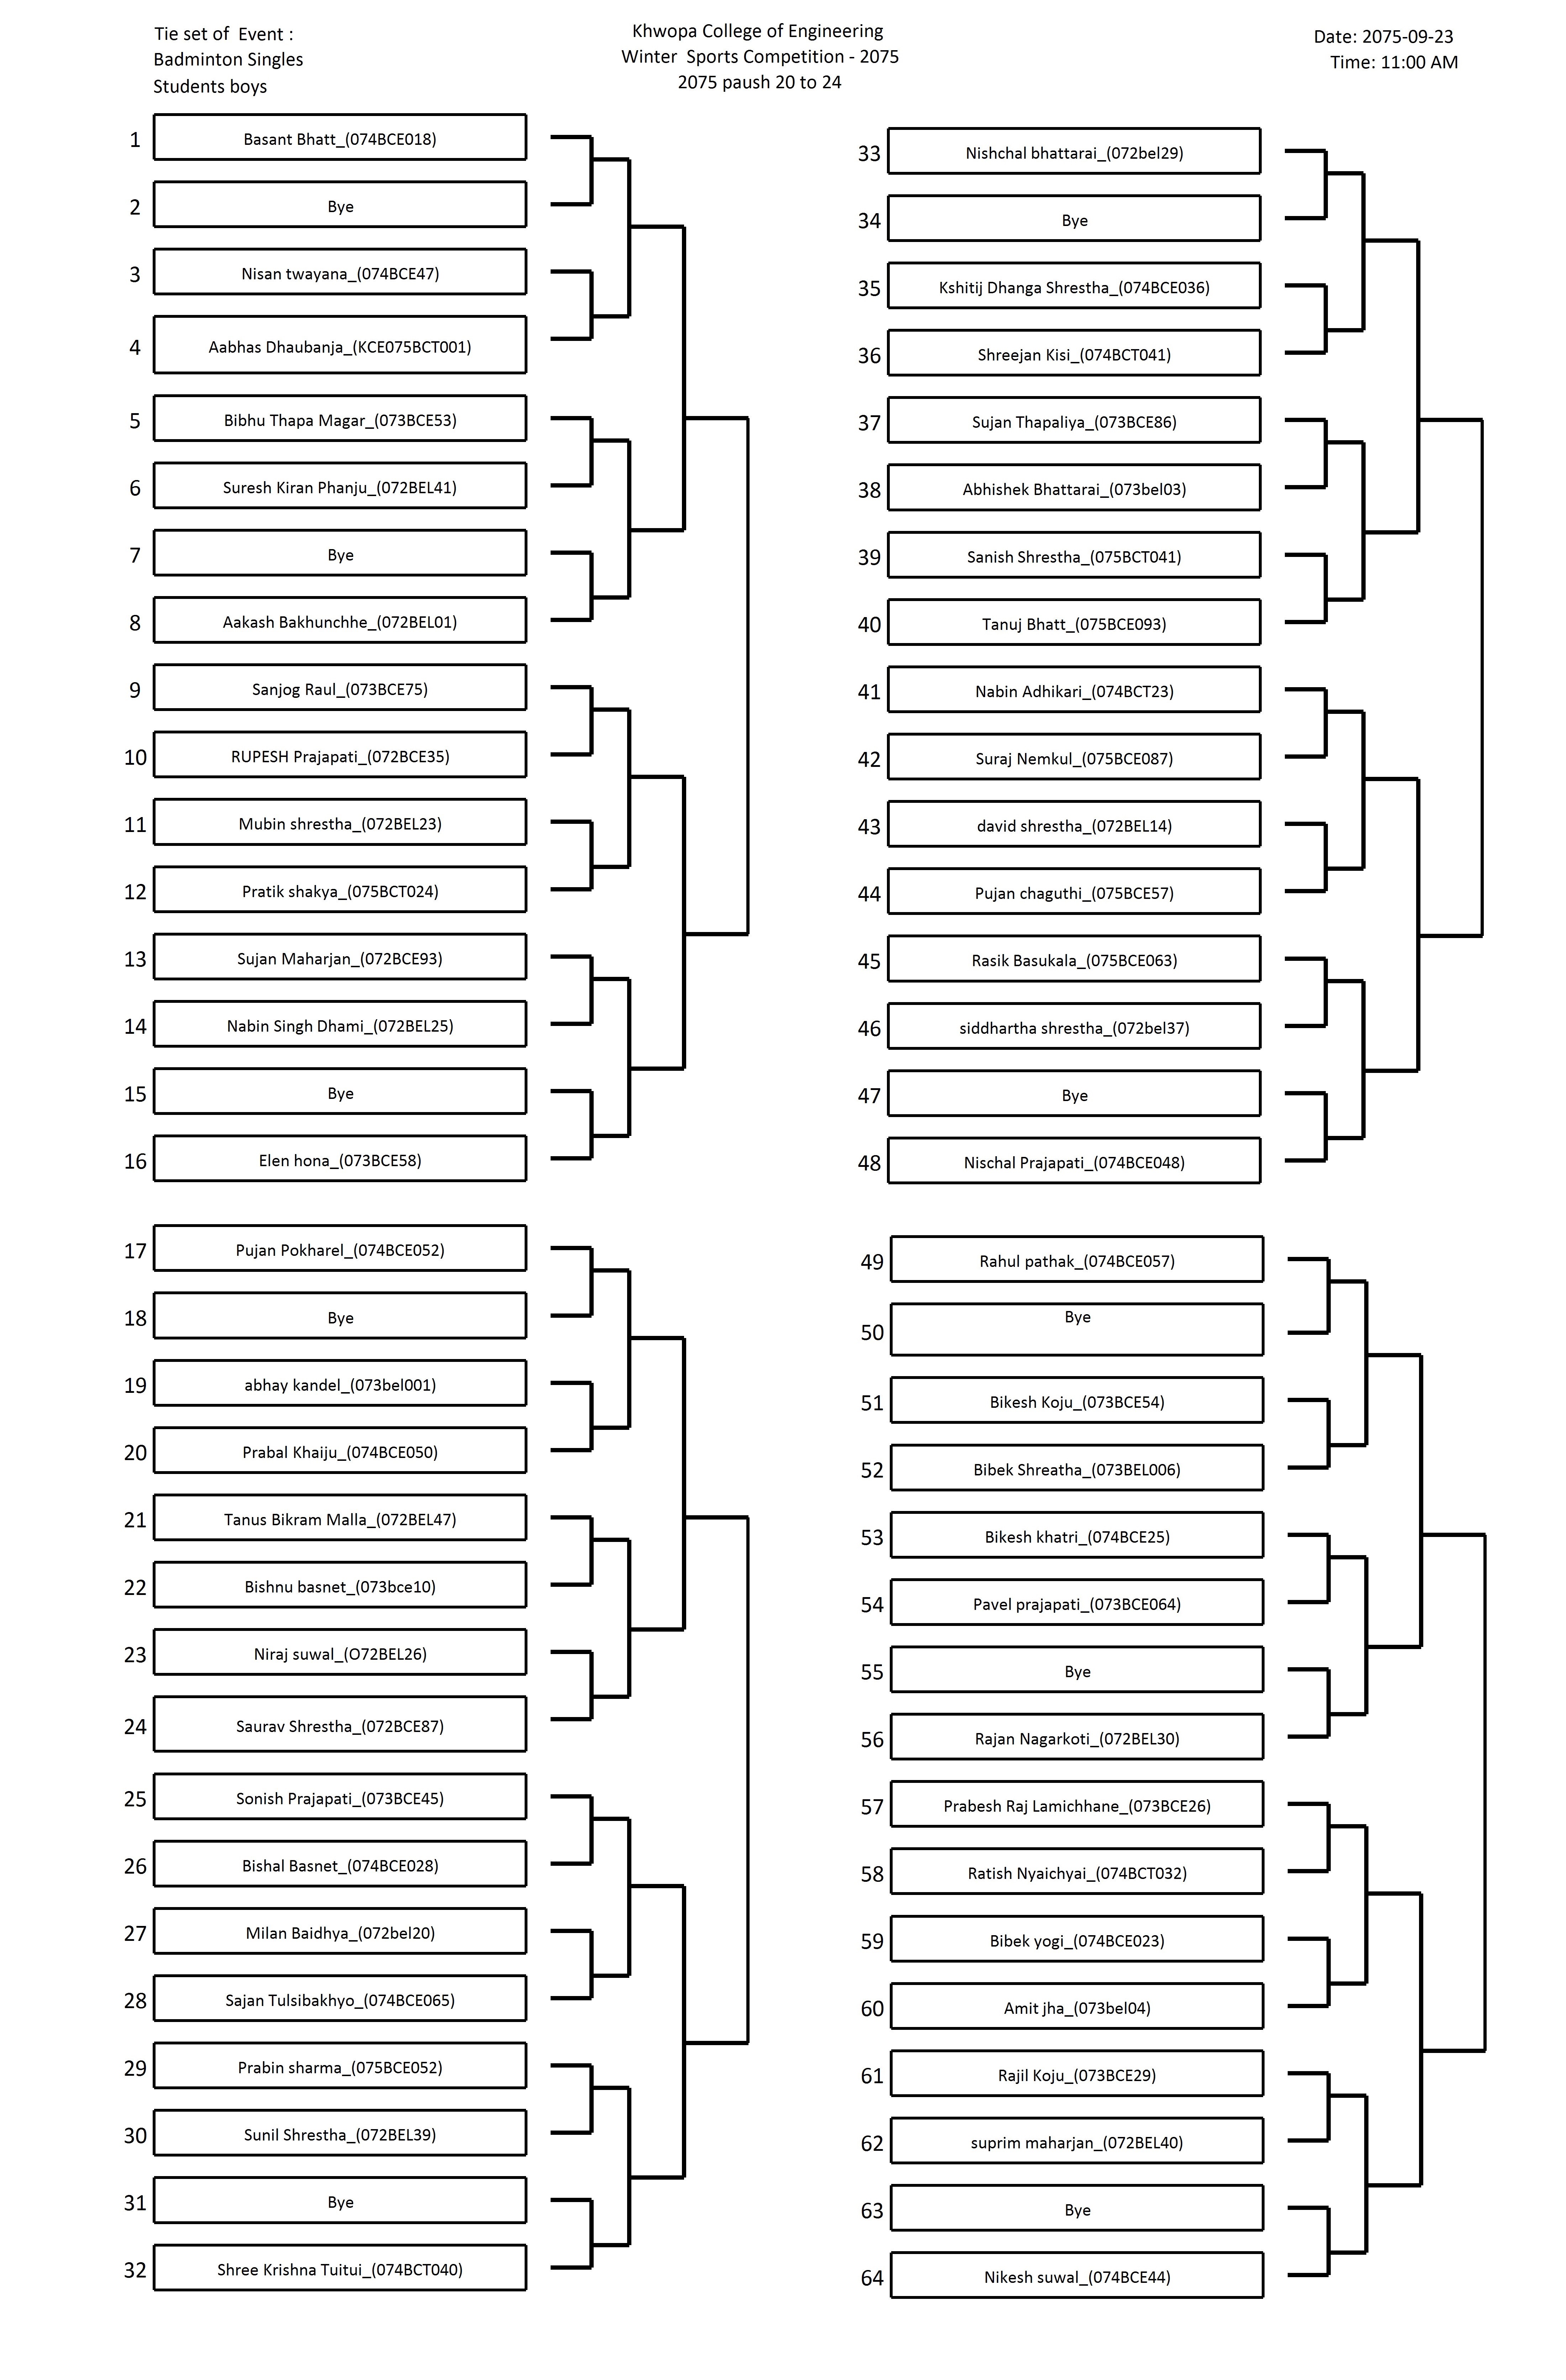 Tie set of  Event :
Badminton Singles
Students boys
Khwopa College of Engineering
Winter  Sports Competition - 2075
2075 paush 20 to 24
Date: 2075-09-23
Time: 11:00 AM
1 Basant Bhatt_(074BCE018)
2 Bye
3 Nisan twayana_(074BCE47)
4 Aabhas Dhaubanja_(KCE075BCT001)
5 Bibhu Thapa Magar_(073BCE53)
6 Suresh Kiran Phanju_(072BEL41)
7 Bye
8 Aakash Bakhunchhe_(072BEL01)
9 Sanjog Raul_(073BCE75)
10 RUPESH Prajapati_(072BCE35)
11 Mubin shrestha_(072BEL23)
12 Pratik shakya_(075BCT024)
13 Sujan Maharjan_(072BCE93)
14 Nabin Singh Dhami_(072BEL25)
15 Bye
16 Elen hona_(073BCE58)
17 Pujan Pokharel_(074BCE052)
18 Bye
19 abhay kandel_(073bel001)
20 Prabal Khaiju_(074BCE050)
21 Tanus Bikram Malla_(072BEL47)
22 Bishnu basnet_(073bce10)
23 Niraj suwal_(O72BEL26)
24 Saurav Shrestha_(072BCE87)
25 Sonish Prajapati_(073BCE45)
26 Bishal Basnet_(074BCE028)
27 Milan Baidhya_(072bel20)
28 Sajan Tulsibakhyo_(074BCE065)
29 Prabin sharma_(075BCE052)
30 Sunil Shrestha_(072BEL39)
31 Bye
32 Shree Krishna Tuitui_(074BCT040)
33 Nishchal bhattarai_(072bel29)
34 Bye
35 Kshitij Dhanga Shrestha_(074BCE036)
36 Shreejan Kisi_(074BCT041)
37 Sujan Thapaliya_(073BCE86)
38 Abhishek Bhattarai_(073bel03)
39 Sanish Shrestha_(075BCT041)
40 Tanuj Bhatt_(075BCE093)
41 Nabin Adhikari_(074BCT23)
42 Suraj Nemkul_(075BCE087)
43 david shrestha_(072BEL14)
44 Pujan chaguthi_(075BCE57)
45 Rasik Basukala_(075BCE063)
46 siddhartha shrestha_(072bel37)
47 Bye
48 Nischal Prajapati_(074BCE048)
49 Rahul pathak_(074BCE057)
50 Bye
51 Bikesh Koju_(073BCE54)
52 Bibek Shreatha_(073BEL006)
53 Bikesh khatri_(074BCE25)
54 Pavel prajapati_(073BCE064)
55 Bye
56 Rajan Nagarkoti_(072BEL30)
57 Prabesh Raj Lamichhane_(073BCE26)
58 Ratish Nyaichyai_(074BCT032)
59 Bibek yogi_(074BCE023)
60 Amit jha_(073bel04)
61 Rajil Koju_(073BCE29)
62 suprim maharjan_(072BEL40)
63 Bye
64 Nikesh suwal_(074BCE44)